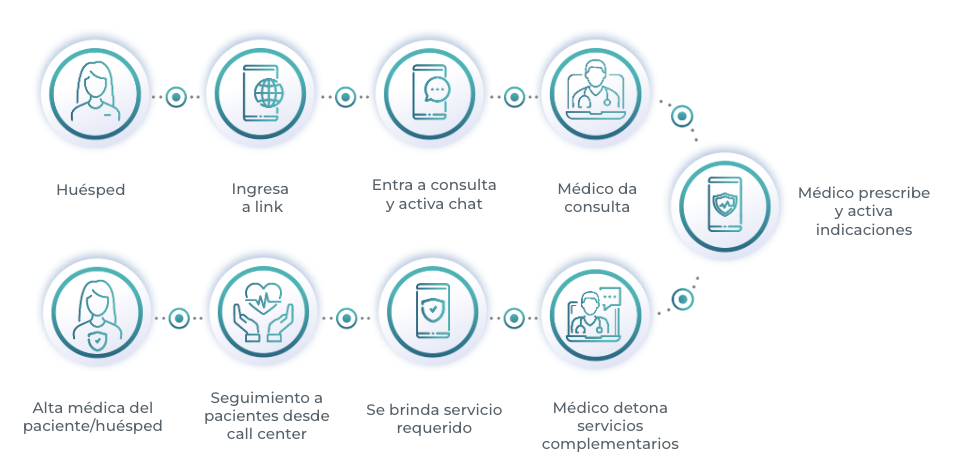 Huésped
Ingresa
a link
Entra a consulta
y activa chat
Médico da
consulta
Médico prescribe
y activa
indicaciones
Médico detona
servicios
complementarios
Se brinda servicio
requerido
Seguimiento a
pacientes desde
call center
Alta médica del
paciente/huésped